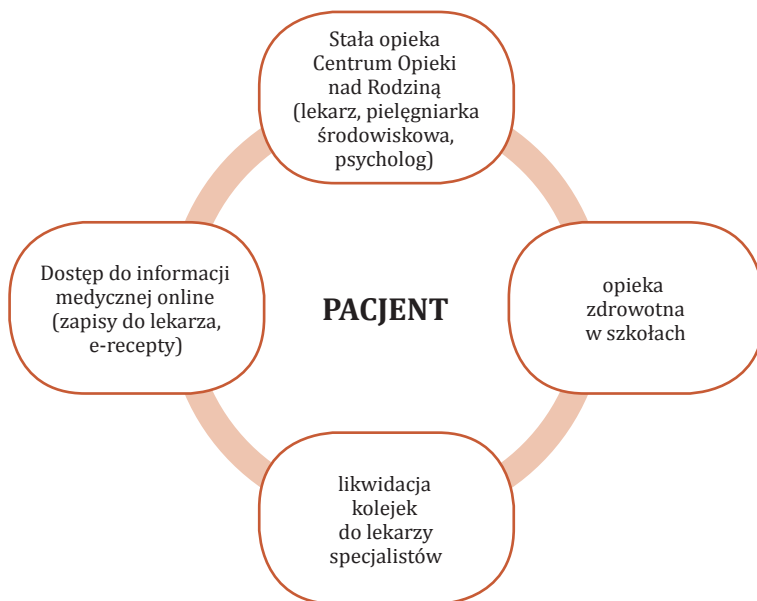 Stała opieka
Centrum Opieki
nad Rodziną
(lekarz, pielęgniarka
środowiskowa,
psycholog)
Dostęp do informacji
medycznej online
(zapisy do lekarza,
e-recepty)
PACJENT
opieka
zdrowotna
w szkołach
likwidacja
kolejek
do lekarzy
specjalistów